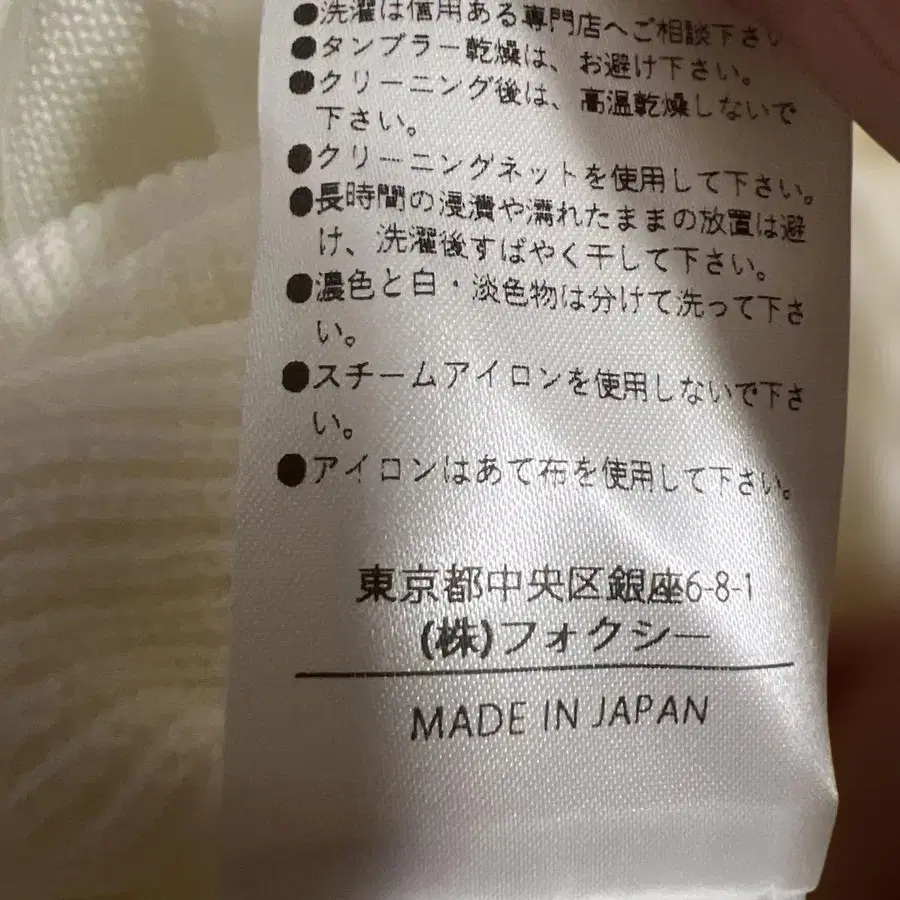 ●洗濯は信用ある専門店へご相談下さい
●タンブラー乾燥は、お避け下さい。
●クリーニング後は、高温乾燥しないで
下さい。
●クリーニングネットを使用して下さい。
●長時間の浸漬や濡れたままの放置は避
け、洗濯後すばやく干して下さい。
●濃色と白・淡色物は分けて洗って下さ
い。
●スチームアイロンを使用しないで下さ
い。
●アイロンはあて布を使用して下さい。
東京都中央区銀座6-8-1
(株)フォクシー
MADE IN JAPAN